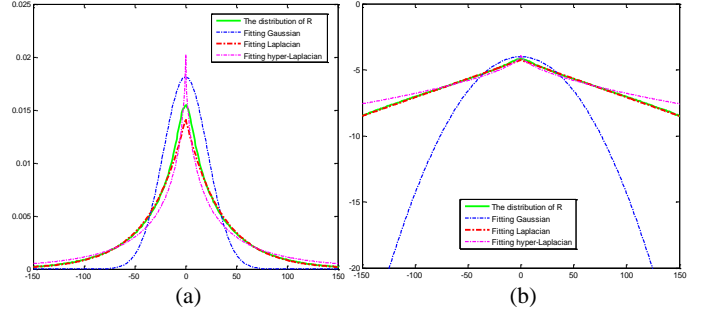 0.025
0.02
0.015
0.01
0.005
0
-150 -100 -50 0 50 100 150
The distribution of R
Fitting Gaussian
Fitting Laplacian
Fitting hyper-Laplacian
(a)
0
-5
-10
-15
-20
-150 -100 -50 0 50 100 150
The distribution of R
Fitting Gaussian
Fitting Laplacian
Fitting hyper-Laplacian
(b)